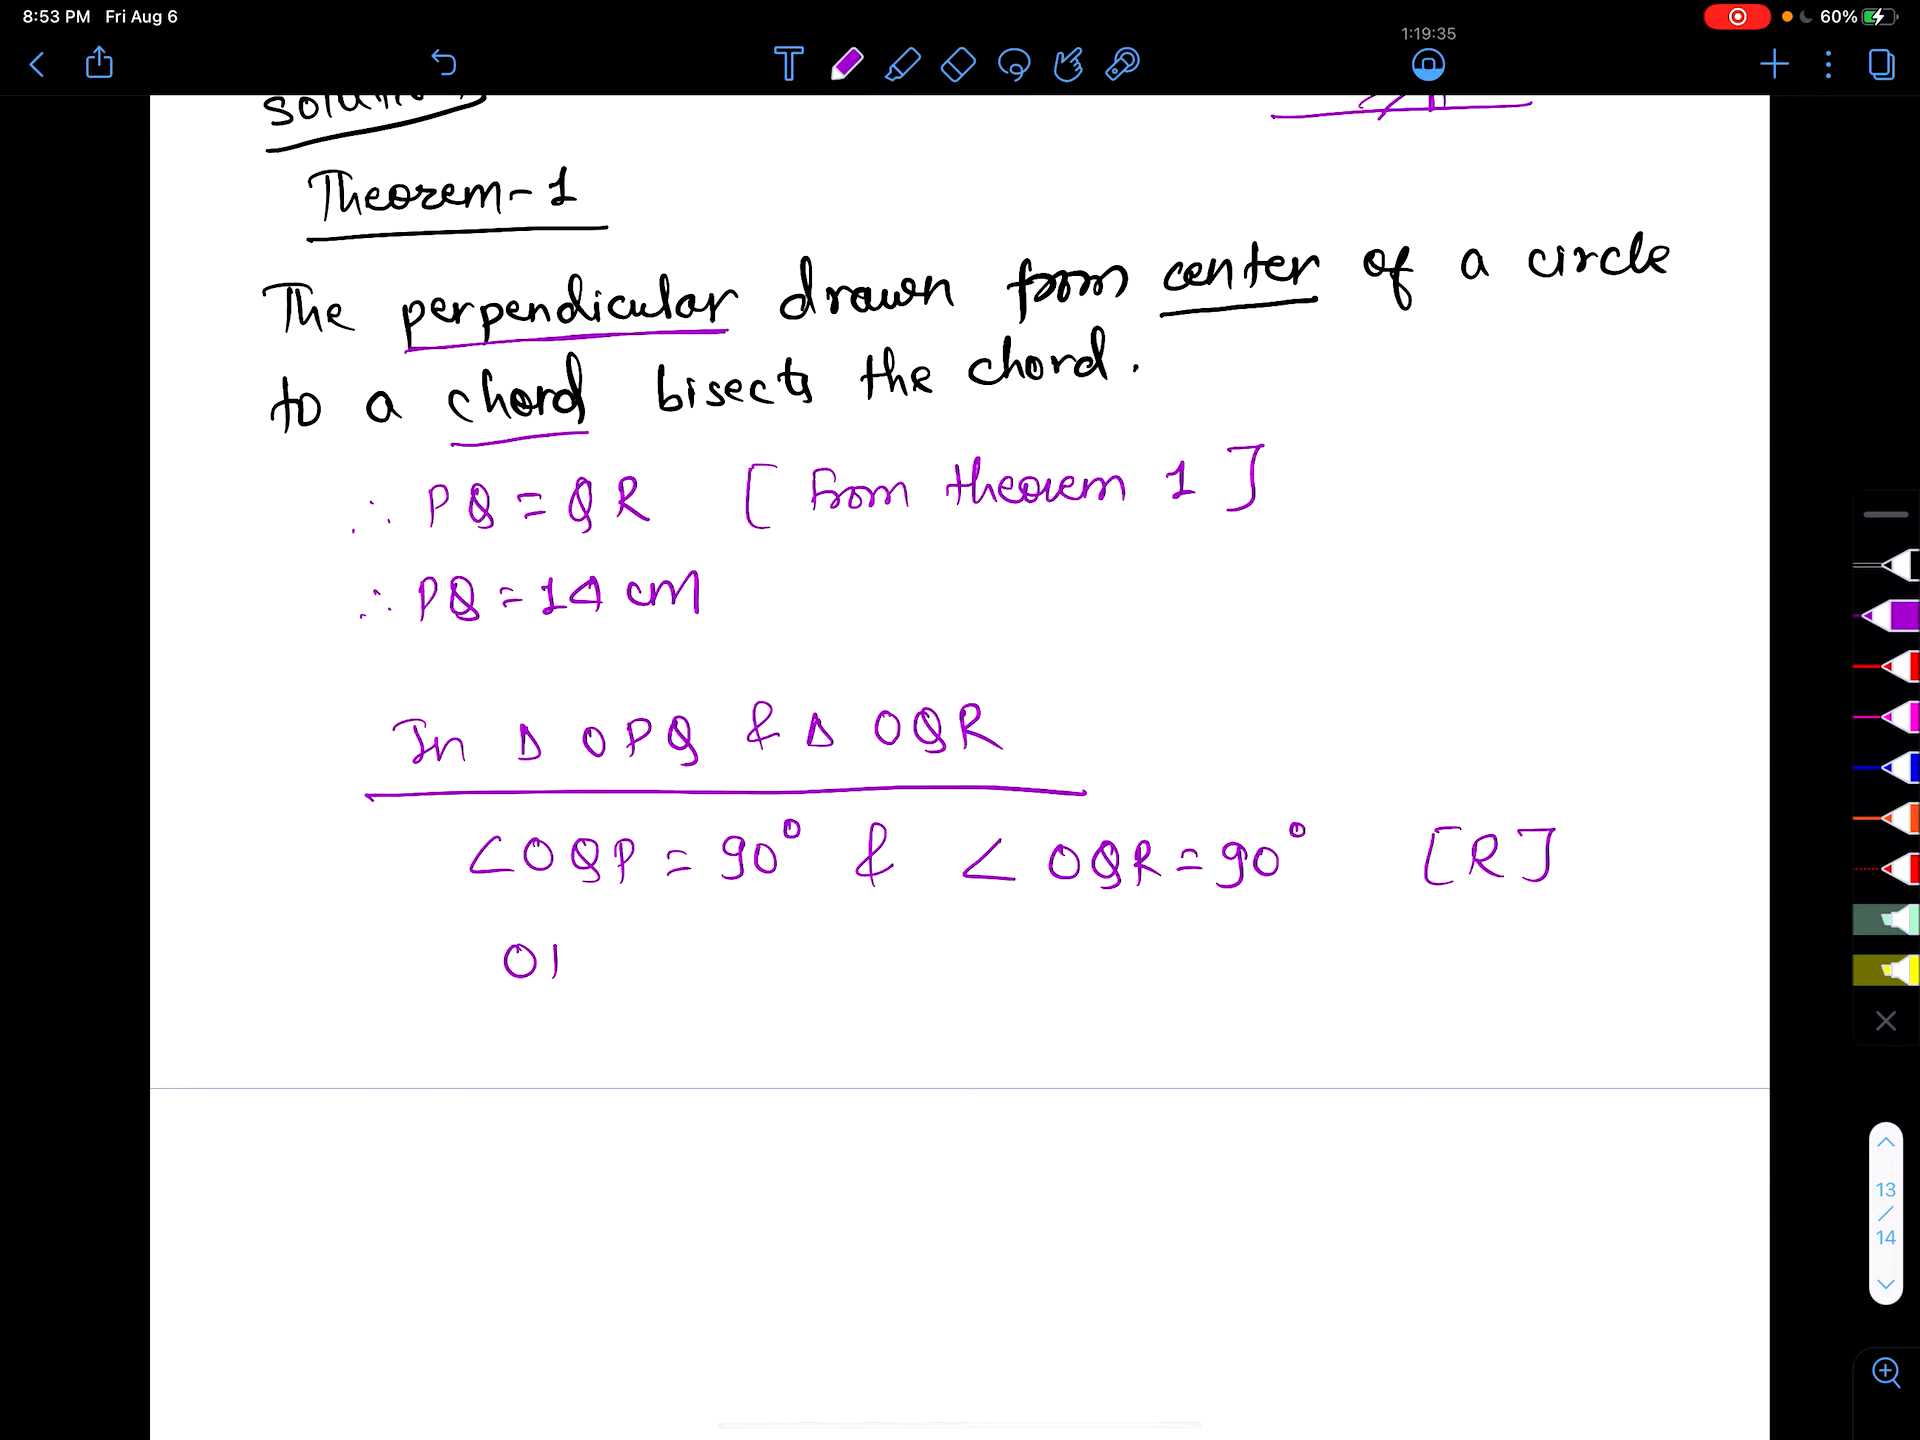 8:53 PM Fri Aug 6
60%
1:19:35
Solution
Theorem-1
The perpendicular drawn from center of a circle
to a chord bisects the chord.
∴ PQ = QR [ from theorem 1 ]
∴ PQ = 14 cm
In Δ OPQ & Δ OQR
∠OQP = 90° & ∠ OQR = 90° [R]
13
/
14